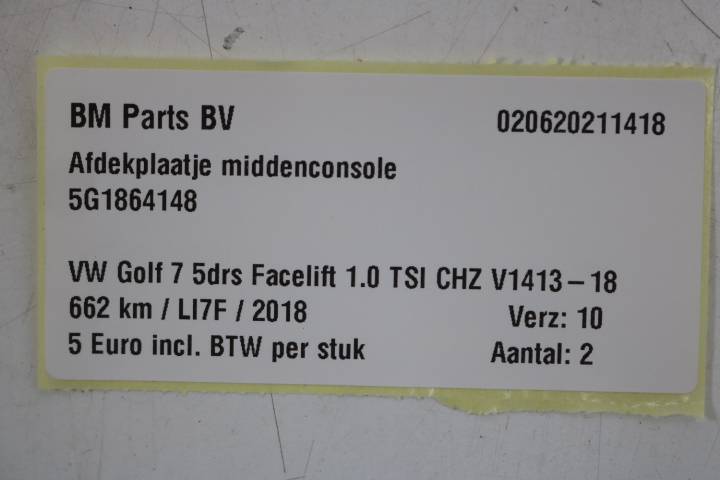 BM Parts BV 020620211418
Afdekplaatje middenconsole
5G1864148
VW Golf 7 5drs Facelift 1.0 TSI CHZ V1413-18
662 km / LI7F / 2018 Verz: 10
5 Euro incl. BTW per stuk Aantal: 2